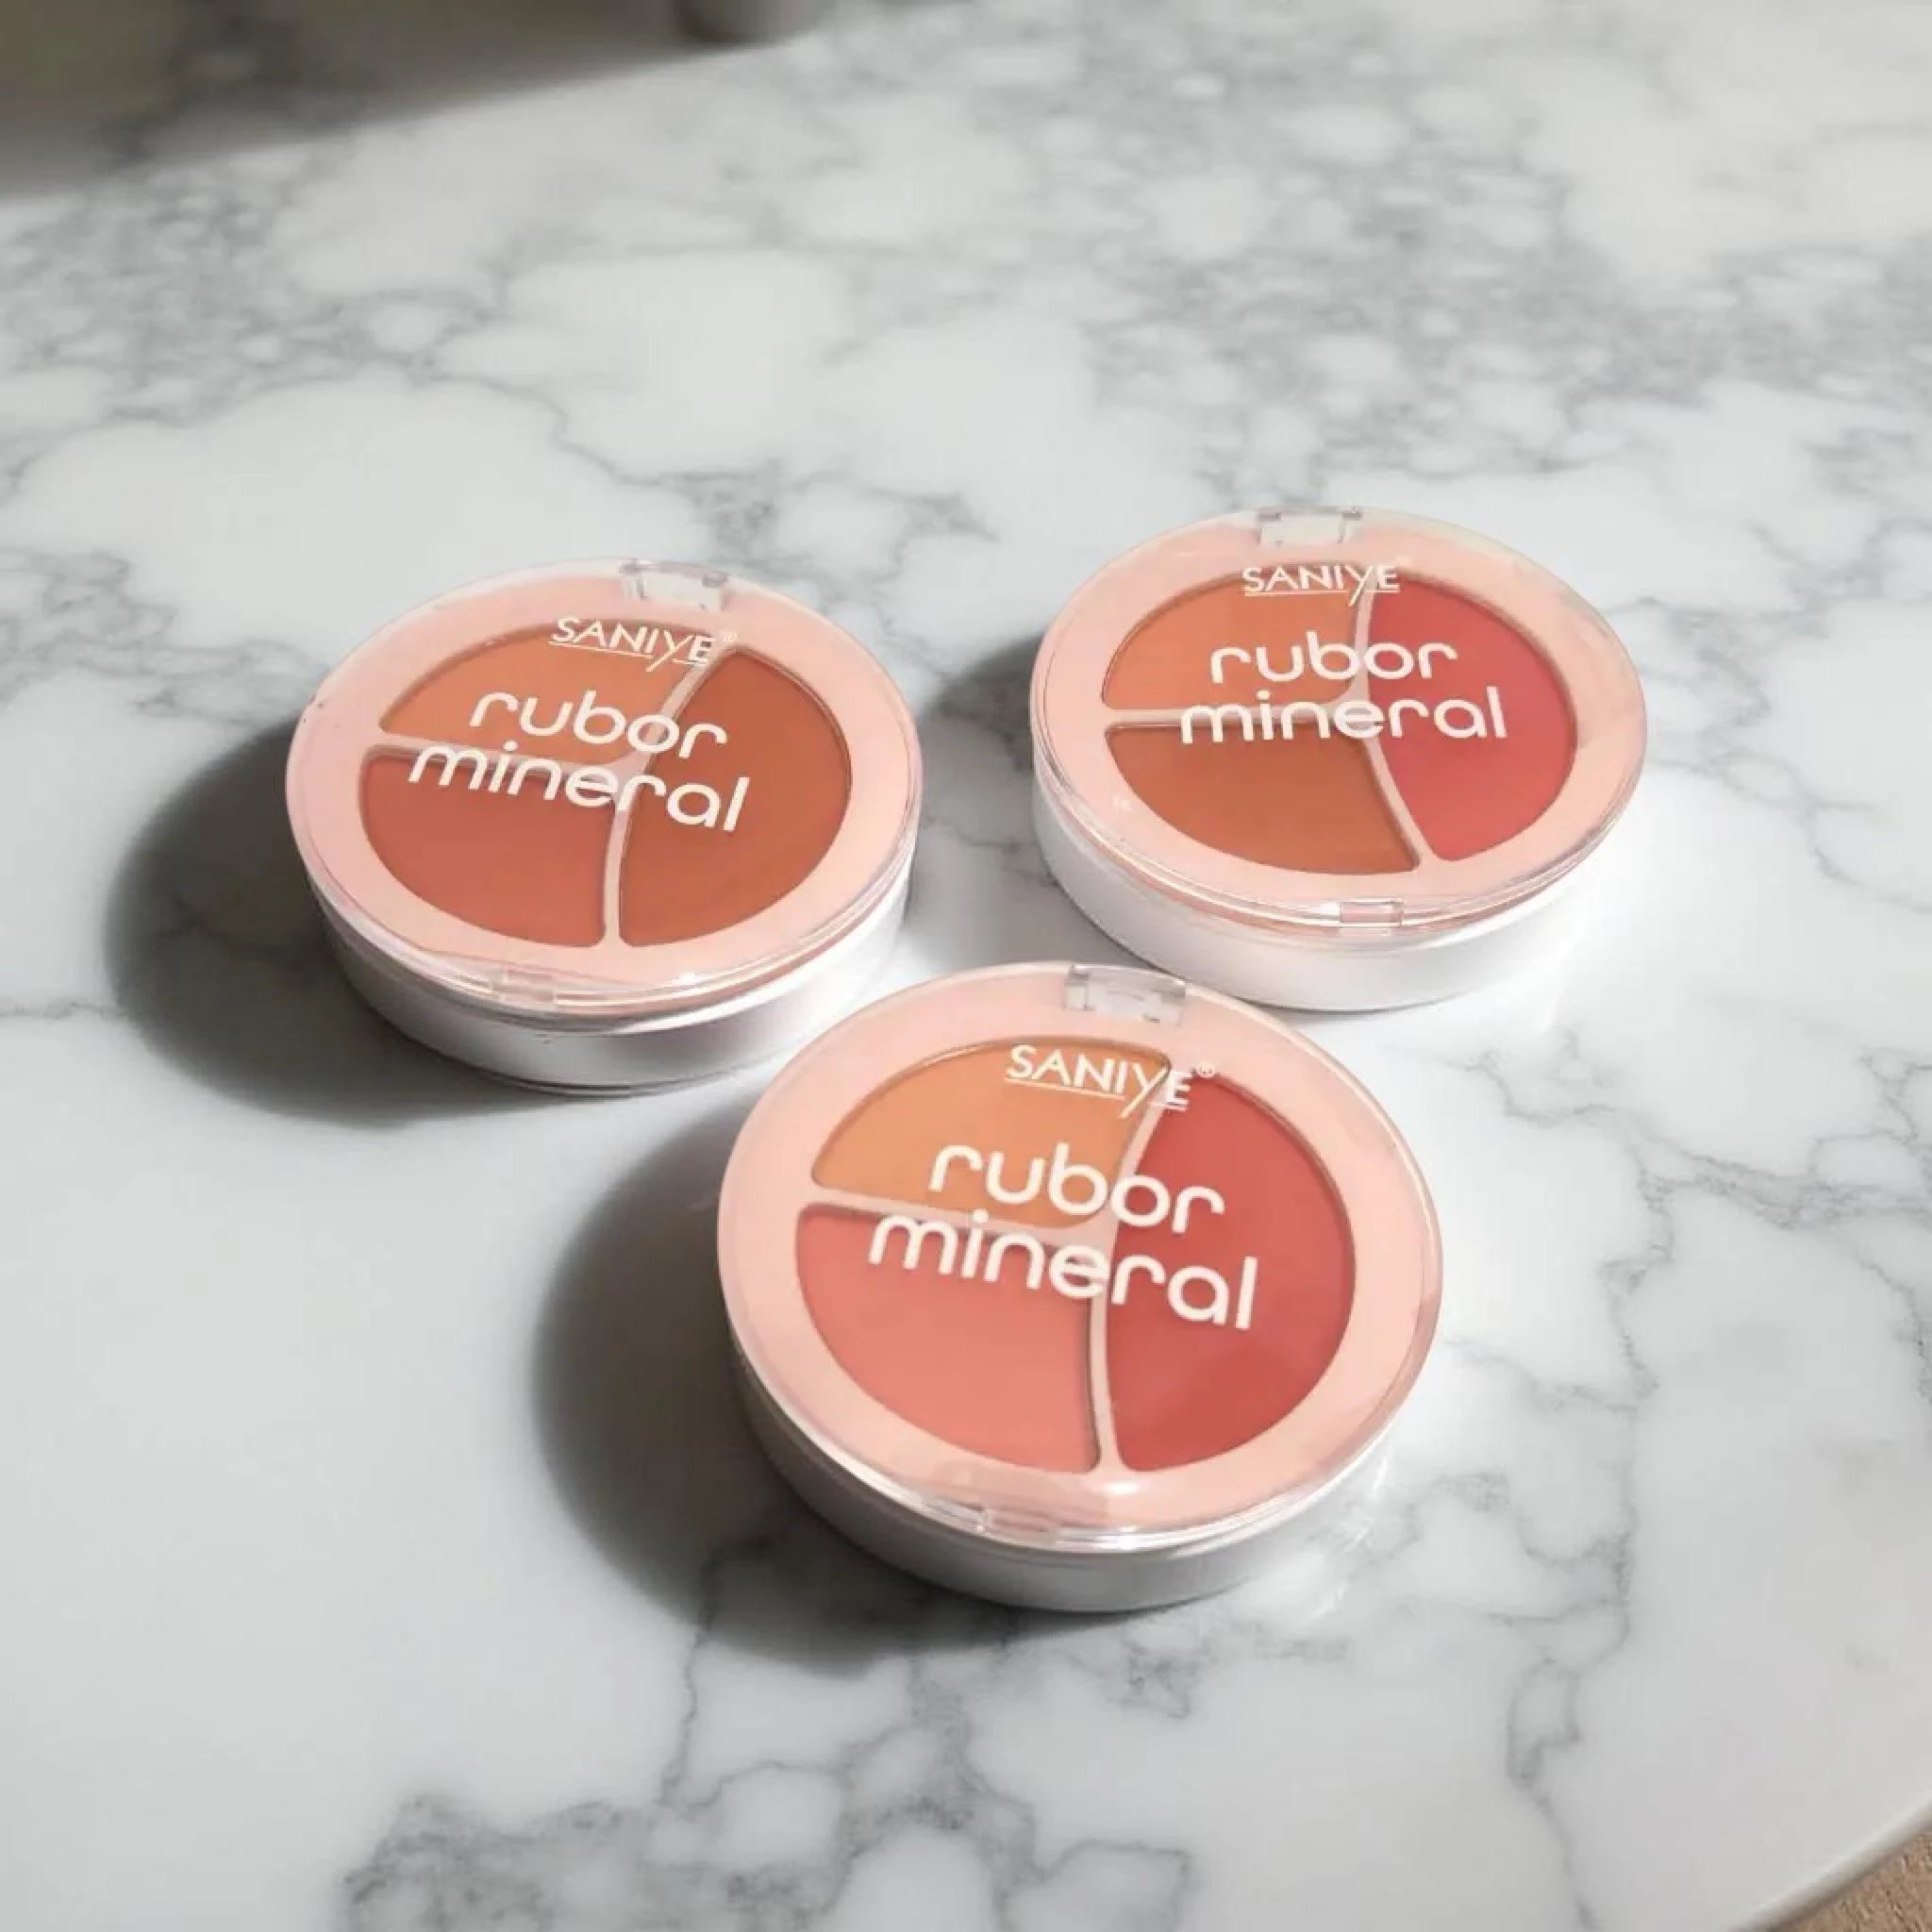 SANIYE®
rubor
mineral
SANIYE
rubor
mineral
SANIYE®
rubor
mineral